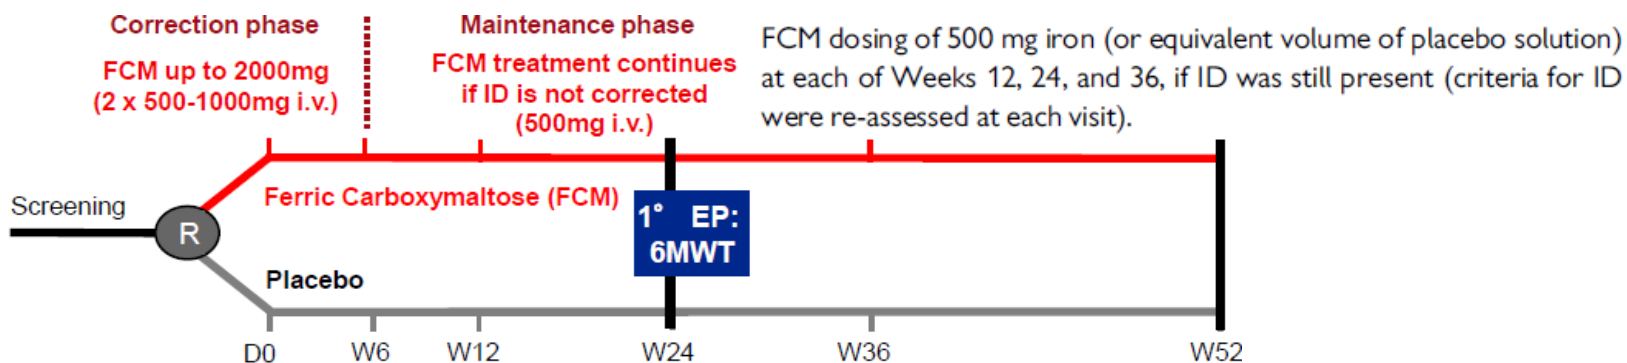 Correction phase
FCM up to 2000mg
(2 x 500-1000mg i.v.)
Maintenance phase
FCM treatment continues
if ID is not corrected
(500mg i.v.)
FCM dosing of 500 mg iron (or equivalent volume of placebo solution)
at each of Weeks 12, 24, and 36, if ID was still present (criteria for ID
were re-assessed at each visit).
Screening
R
Ferric Carboxymaltose (FCM)
1° EP:
6MWT
Placebo
D0 W6 W12 W24 W36 W52